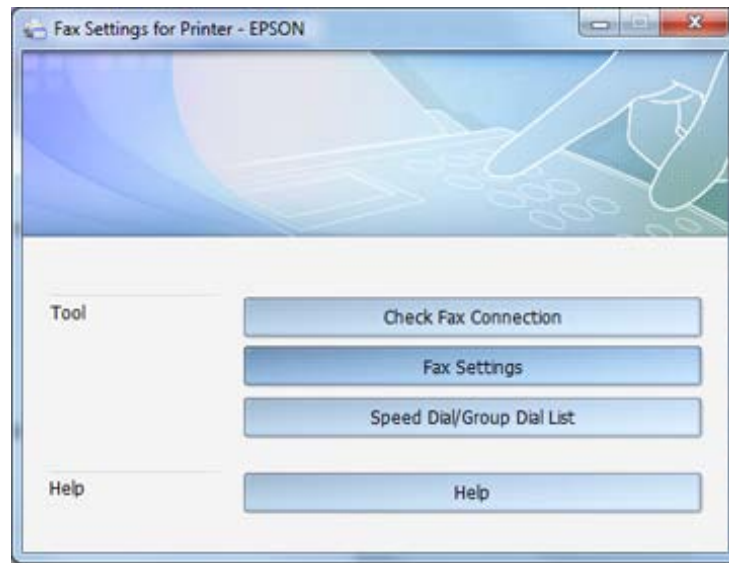 Fax Settings for Printer - EPSON
Tool
Check Fax Connection
Fax Settings
Speed Dial/Group Dial List
Help
Help